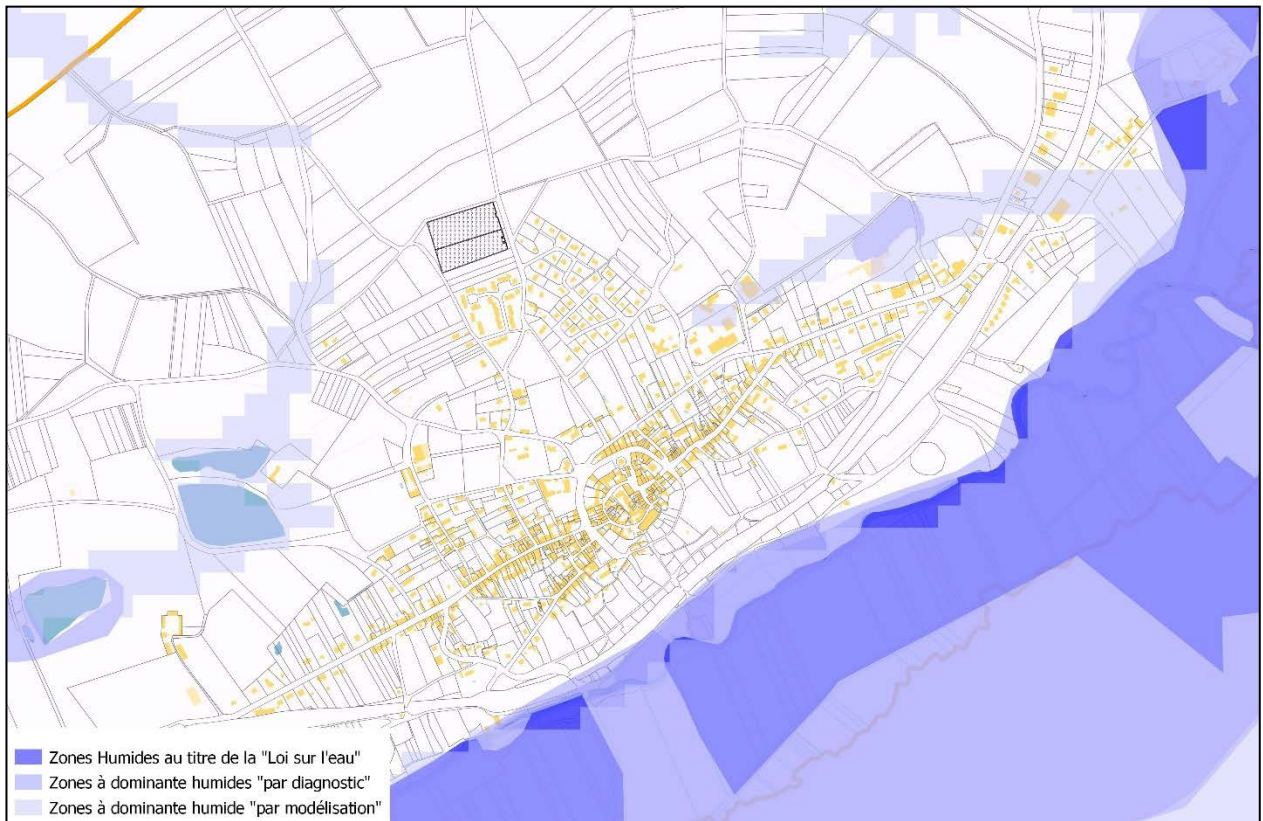 Zones Humides au titre de la "Loi sur l'eau"
Zones à dominante humides "par diagnostic"
Zones à dominante humide "par modélisation"